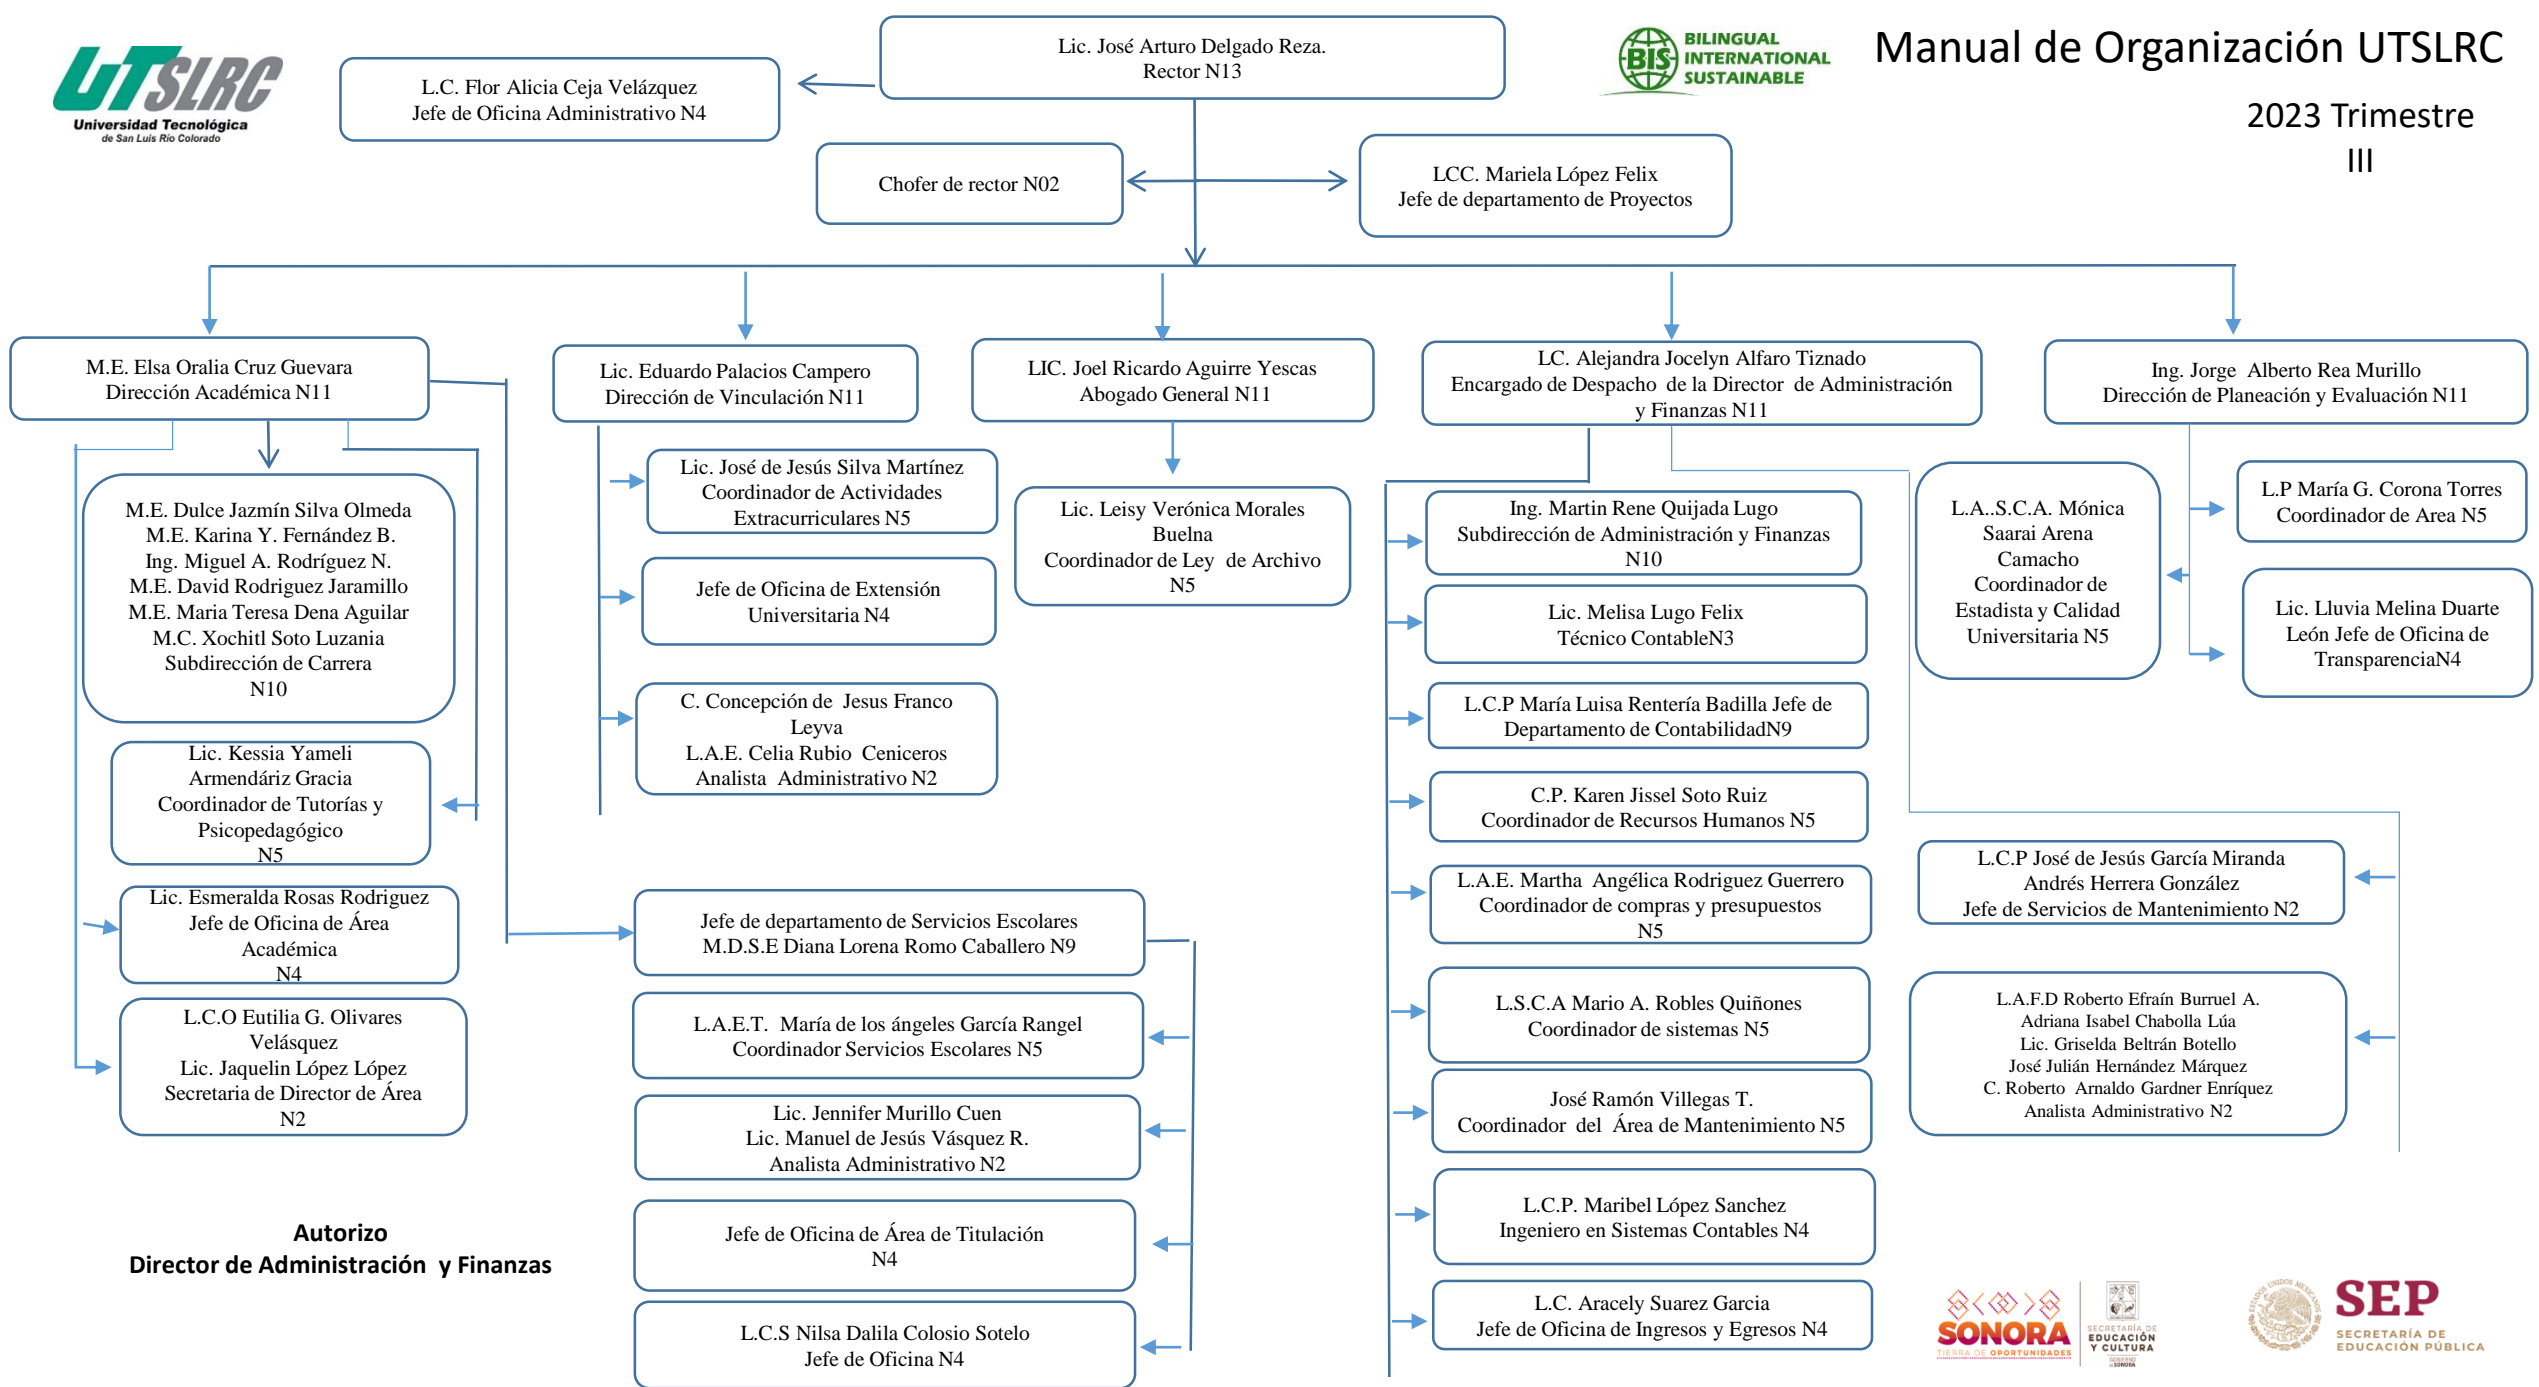 UTSLRC
Universidad Tecnológica
de San Luis Río Colorado
L.C. Flor Alicia Ceja Velázquez
Jefe de Oficina Administrativo N4
Lic. José Arturo Delgado Reza.
Rector N13
BIS
BILINGUAL
INTERNATIONAL
SUSTAINABLE
Manual de Organización UTSLRC
2023 Trimestre
III
Chofer de rector N02
LCC. Mariela López Felix
Jefe de departamento de Proyectos
M.E. Elsa Oralia Cruz Guevara
Dirección Académica N11
Lic. Eduardo Palacios Campero
Dirección de Vinculación N11
LIC. Joel Ricardo Aguirre Yescas
Abogado General N11
LC. Alejandra Jocelyn Alfaro Tiznado
Encargado de Despacho de la Director de Administración
y Finanzas N11
Ing. Jorge Alberto Rea Murillo
Dirección de Planeación y Evaluación N11
M.E. Dulce Jazmín Silva Olmeda
M.E. Karina Y. Fernández B.
Ing. Miguel A. Rodríguez N.
M.E. David Rodriguez Jaramillo
M.E. Maria Teresa Dena Aguilar
M.C. Xochitl Soto Luzania
Subdirección de Carrera
N10
Lic. Kessia Yameli
Armendáriz Gracia
Coordinador de Tutorías y
Psicopedagógico
N5
Lic. Esmeralda Rosas Rodriguez
Jefe de Oficina de Área
Académica
N4
L.C.O Eutilia G. Olivares
Velásquez
Lic. Jaquelin López López
Secretaria de Director de Área
N2
Lic. José de Jesús Silva Martínez
Coordinador de Actividades
Extracurriculares N5
Jefe de Oficina de Extensión
Universitaria N4
C. Concepción de Jesus Franco
Leyva
L.A.E. Celia Rubio Ceniceros
Analista Administrativo N2
Jefe de departamento de Servicios Escolares
M.D.S.E Diana Lorena Romo Caballero N9
L.A.E.T. María de los ángeles García Rangel
Coordinador Servicios Escolares N5
Lic. Jennifer Murillo Cuen
Lic. Manuel de Jesús Vásquez R.
Analista Administrativo N2
Jefe de Oficina de Área de Titulación
N4
L.C.S Nilsa Dalila Colosio Sotelo
Jefe de Oficina N4
Lic. Leisy Verónica Morales
Buelna
Coordinador de Ley de Archivo
N5
Ing. Martin Rene Quijada Lugo
Subdirección de Administración y Finanzas
N10
Lic. Melisa Lugo Felix
Técnico ContableN3
L.C.P María Luisa Rentería Badilla Jefe de
Departamento de ContabilidadN9
C.P. Karen Jissel Soto Ruiz
Coordinador de Recursos Humanos N5
L.A.E. Martha Angélica Rodriguez Guerrero
Coordinador de compras y presupuestos
N5
L.S.C.A Mario A. Robles Quiñones
Coordinador de sistemas N5
José Ramón Villegas T.
Coordinador del Área de Mantenimiento N5
L.C.P. Maribel López Sanchez
Ingeniero en Sistemas Contables N4
L.C. Aracely Suarez Garcia
Jefe de Oficina de Ingresos y Egresos N4
L.A..S.C.A. Mónica
Saarai Arena
Camacho
Coordinador de
Estadista y Calidad
Universitaria N5
L.P María G. Corona Torres
Coordinador de Area N5
Lic. Lluvia Melina Duarte
León Jefe de Oficina de
TransparenciaN4
L.C.P José de Jesús García Miranda
Andrés Herrera González
Jefe de Servicios de Mantenimiento N2
L.A.F.D Roberto Efraín Burruel A.
Adriana Isabel Chabolla Lúa
Lic. Griselda Beltrán Botello
José Julián Hernández Márquez
C. Roberto Arnaldo Gardner Enríquez
Analista Administrativo N2
Autorizo
Director de Administración y Finanzas
SONORA
TIERRA DE OPORTUNIDADES
SECRETARÍA DE
EDUCACIÓN
Y CULTURA
GOBIERNO
DE SONORA
ESTADOS UNIDOS MEXICANOS
SEP
SECRETARÍA DE
EDUCACIÓN PÚBLICA